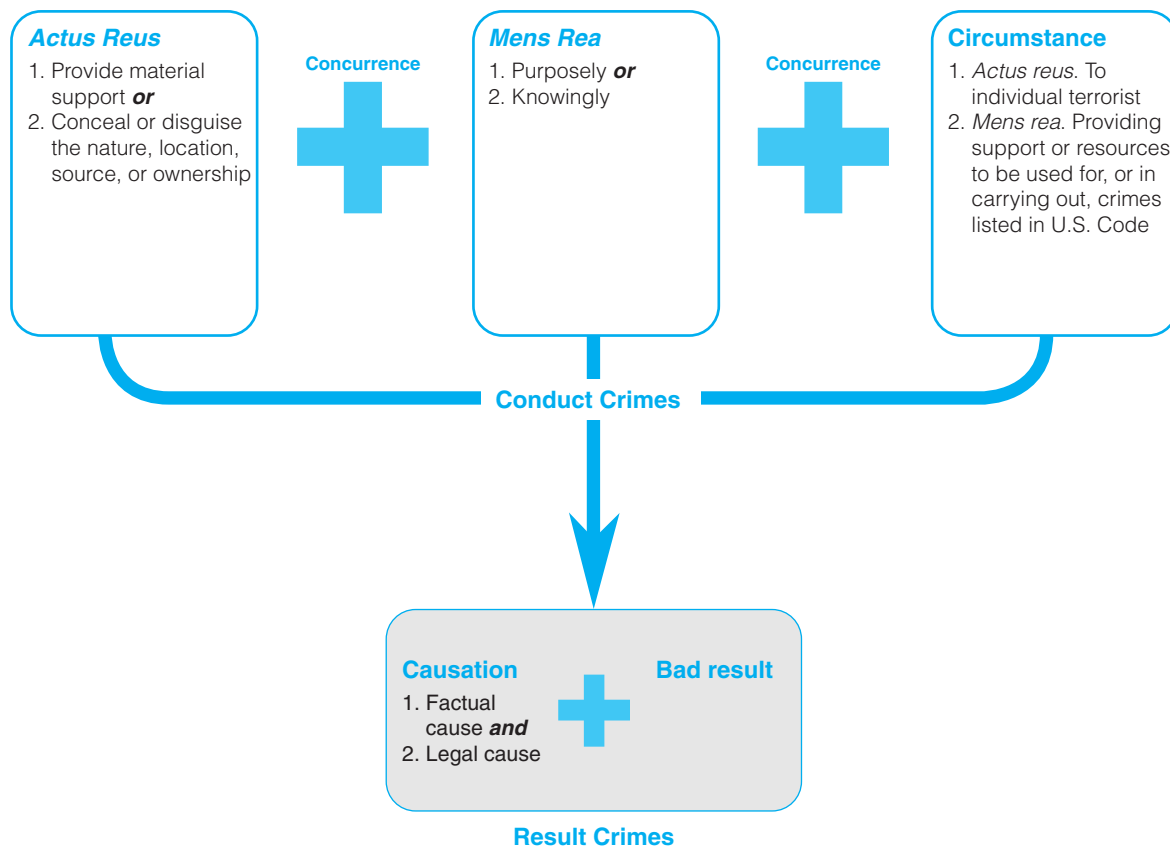 Actus Reus
1. Provide material
support or
2. Conceal or disguise
the nature, location,
source, or ownership
Concurrence
Mens Rea
1. Purposely or
2. Knowingly
Concurrence
Circumstance
1. Actus reus. To
individual terrorist
2. Mens rea. Providing
support or resources
to be used for, or in
carrying out, crimes
listed in U.S. Code
Conduct Crimes
Causation
1. Factual
cause and
2. Legal cause
Bad result
Result Crimes